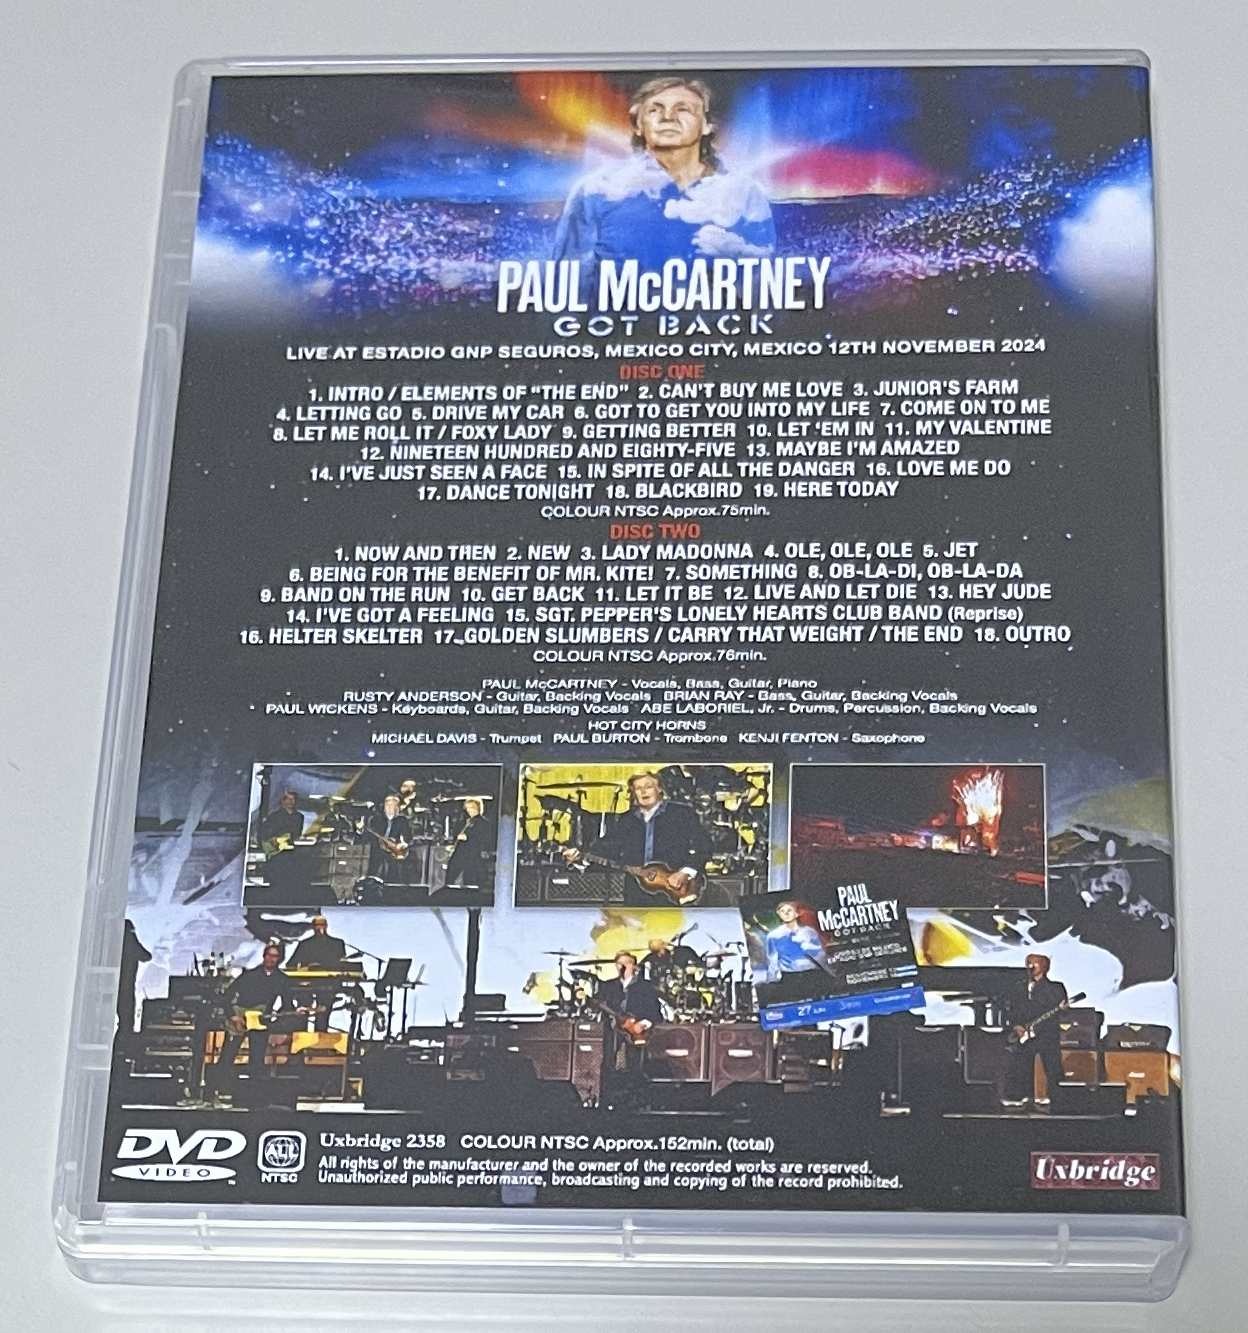 PAUL McCARTNEY
GOT BACK
LIVE AT ESTADIO GNP SEGUROS, MEXICO CITY, MEXICO 12TH NOVEMBER 2024
DISC ONE
1. INTRO / ELEMENTS OF "THE END" 2. CAN'T BUY ME LOVE 3. JUNIOR'S FARM
4. LETTING GO 5. DRIVE MY CAR 6. GOT TO GET YOU INTO MY LIFE 7. COME ON TO ME
8. LET ME ROLL IT / FOXY LADY 9. GETTING BETTER 10. LET 'EM IN 11. MY VALENTINE
12. NINETEEN HUNDRED AND EIGHTY-FIVE 13. MAYBE I'M AMAZED
14. I'VE JUST SEEN A FACE 15. IN SPITE OF ALL THE DANGER 16. LOVE ME DO
17. DANCE TONIGHT 18. BLACKBIRD 19. HERE TODAY
COLOUR NTSC Approx.75min.
DISC TWO
1. NOW AND THEN 2. NEW 3. LADY MADONNA 4. OLE, OLE, OLE 5. JET
6. BEING FOR THE BENEFIT OF MR. KITE! 7. SOMETHING 8. OB-LA-DI, OB-LA-DA
9. BAND ON THE RUN 10. GET BACK 11. LET IT BE 12. LIVE AND LET DIE 13. HEY JUDE
14. I'VE GOT A FEELING 15. SGT. PEPPER'S LONELY HEARTS CLUB BAND (Reprise)
16. HELTER SKELTER 17. GOLDEN SLUMBERS / CARRY THAT WEIGHT / THE END 18. OUTRO
COLOUR NTSC Approx.76min.
PAUL McCARTNEY - Vocals, Bass, Guitar, Piano
RUSTY ANDERSON - Guitar, Backing Vocals BRIAN RAY - Bass, Guitar, Backing Vocals
PAUL WICKENS - Keyboards, Guitar, Backing Vocals ABE LABORIEL, Jr. - Drums, Percussion, Backing Vocals
HOT CITY HORNS
MICHAEL DAVIS - Trumpet PAUL BURTON - Trombone KENJI FENTON - Saxophone
PAUL
McCARTNEY
GOT BACK
27
DVD
VIDEO
ALL
NTSC
Uxbridge 2358 COLOUR NTSC Approx.152min. (total)
All rights of the manufacturer and the owner of the recorded works are reserved.
Unauthorized public performance, broadcasting and copying of the record prohibited.
Uxbridge